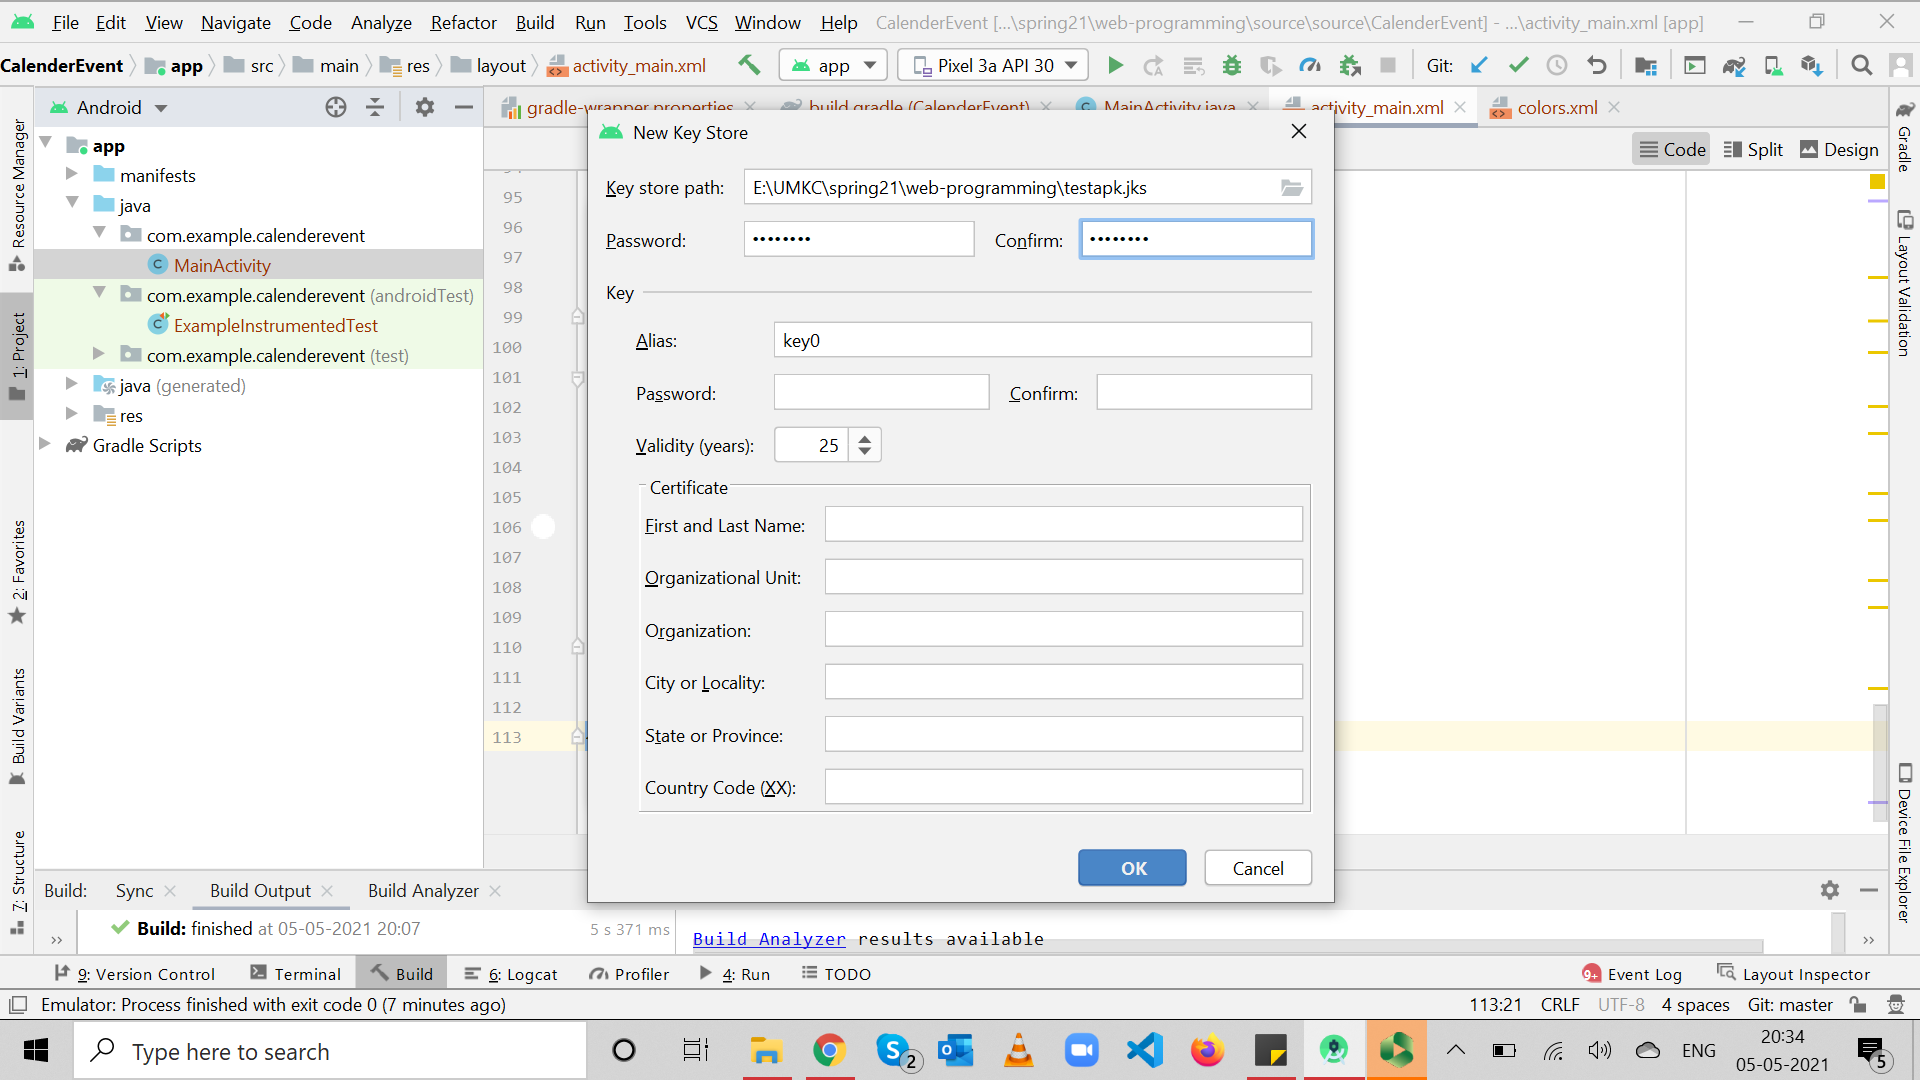 File Edit View Navigate Code Analyze Refactor Build Run Tools VCS Window Help CalenderEvent [...\spring21\web-programming\source\source\CalenderEvent] - ...\activity_main.xml [app]
CalenderEvent app src main res layout activity_main.xml app Pixel 3a API 30 Git:
Android
gradle-wrapper.properties build.gradle (CalenderEvent) MainActivity.java activity_main.xml colors.xml
Code Split Design
app
manifests
java
com.example.calenderevent
MainActivity
com.example.calenderevent (androidTest)
ExampleInstrumentedTest
com.example.calenderevent (test)
java (generated)
res
Gradle Scripts
Resource Manager
1: Project
2: Favorites
Build Variants
7: Structure
95
96
97
98
99
100
101
102
103
104
105
106
107
108
109
110
111
112
113
New Key Store
Key store path: E:\UMKC\spring21\web-programming\testapk.jks
Password: •••••••• Confirm: ••••••••
Key
Alias: key0
Password: Confirm:
Validity (years): 25
Certificate
First and Last Name:
Organizational Unit:
Organization:
City or Locality:
State or Province:
Country Code (XX):
OK Cancel
Gradle
Layout Validation
Device File Explorer
Build: Sync Build Output Build Analyzer
Build: finished at 05-05-2021 20:07 5 s 371 ms
Build Analyzer results available
9: Version Control Terminal Build 6: Logcat Profiler 4: Run TODO 9+ Event Log Layout Inspector
Emulator: Process finished with exit code 0 (7 minutes ago) 113:21 CRLF UTF-8 4 spaces Git: master
Type here to search
2
ENG
20:34
05-05-2021
5